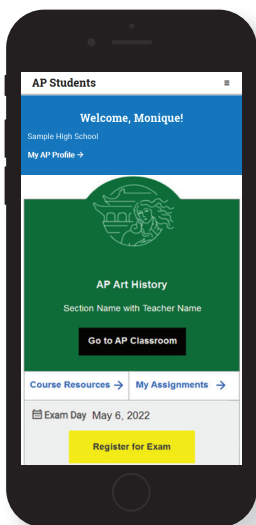 AP Students
Welcome, Monique!
Sample High School
My AP Profile →
AP Art History
Section Name with Teacher Name
Go to AP Classroom
Course Resources → My Assignments →
Exam Day May 6, 2022
Register for Exam